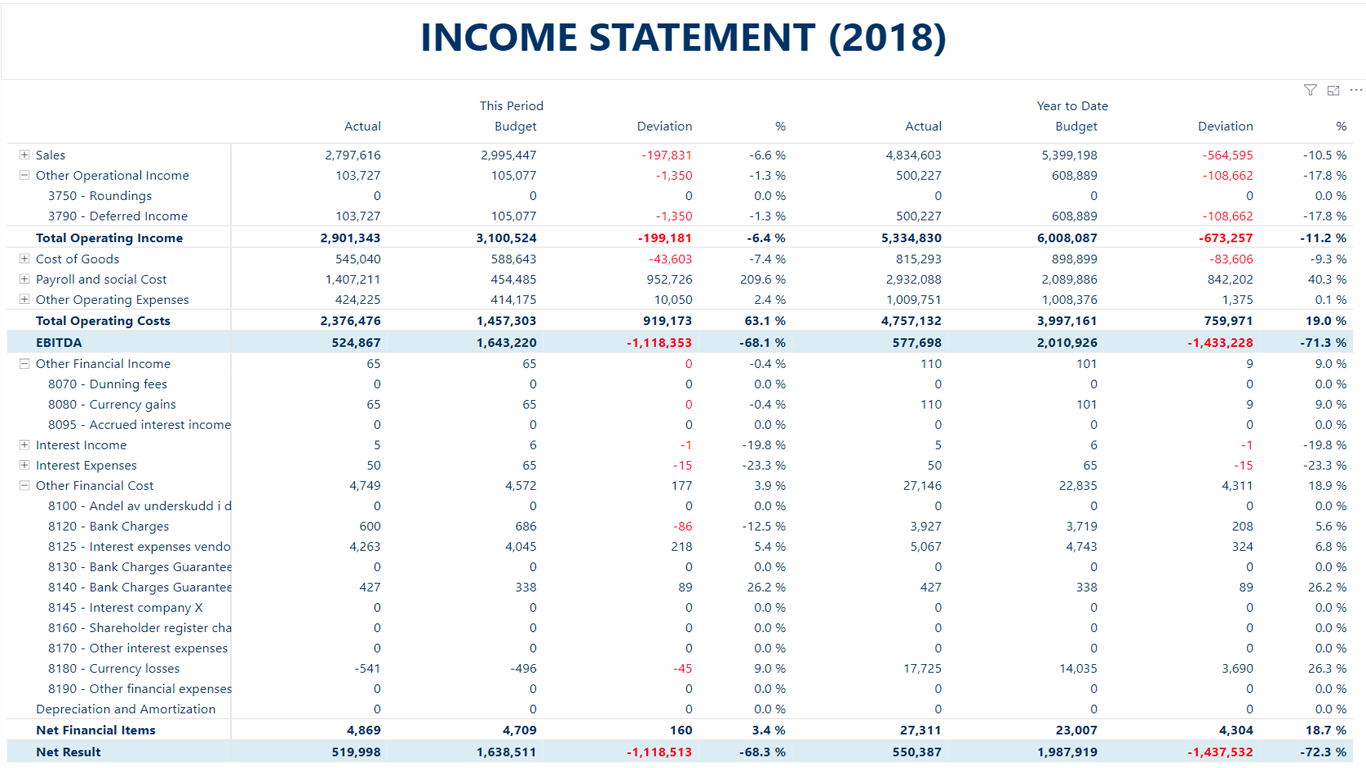 INCOME STATEMENT (2018)
This Period Year to Date
Actual Budget Deviation % Actual Budget Deviation %
Sales 2,797,616 2,995,447 -197,831 -6.6 % 4,834,603 5,399,198 -564,595 -10.5 %
Other Operational Income 103,727 105,077 -1,350 -1.3 % 500,227 608,889 -108,662 -17.8 %
3750 - Roundings 0 0 0 0.0 % 0 0 0 0.0 %
3790 - Deferred Income 103,727 105,077 -1,350 -1.3 % 500,227 608,889 -108,662 -17.8 %
Total Operating Income 2,901,343 3,100,524 -199,181 -6.4 % 5,334,830 6,008,087 -673,257 -11.2 %
Cost of Goods 545,040 588,643 -43,603 -7.4 % 815,293 898,899 -83,606 -9.3 %
Payroll and social Cost 1,407,211 454,485 952,726 209.6 % 2,932,088 2,089,886 842,202 40.3 %
Other Operating Expenses 424,225 414,175 10,050 2.4 % 1,009,751 1,008,376 1,375 0.1 %
Total Operating Costs 2,376,476 1,457,303 919,173 63.1 % 4,757,132 3,997,161 759,971 19.0 %
EBITDA 524,867 1,643,220 -1,118,353 -68.1 % 577,698 2,010,926 -1,433,228 -71.3 %
Other Financial Income 65 65 0 -0.4 % 110 101 9 9.0 %
8070 - Dunning fees 0 0 0 0.0 % 0 0 0 0.0 %
8080 - Currency gains 65 65 0 -0.4 % 110 101 9 9.0 %
8095 - Accrued interest income 0 0 0 0.0 % 0 0 0 0.0 %
Interest Income 5 6 -1 -19.8 % 5 6 -1 -19.8 %
Interest Expenses 50 65 -15 -23.3 % 50 65 -15 -23.3 %
Other Financial Cost 4,749 4,572 177 3.9 % 27,146 22,835 4,311 18.9 %
8100 - Andel av underskudd i d 0 0 0 0.0 % 0 0 0 0.0 %
8120 - Bank Charges 600 686 -86 -12.5 % 3,927 3,719 208 5.6 %
8125 - Interest expenses vendo 4,263 4,045 218 5.4 % 5,067 4,743 324 6.8 %
8130 - Bank Charges Guarantee 0 0 0 0.0 % 0 0 0 0.0 %
8140 - Bank Charges Guarantee 427 338 89 26.2 % 427 338 89 26.2 %
8145 - Interest company X 0 0 0 0.0 % 0 0 0 0.0 %
8160 - Shareholder register cha 0 0 0 0.0 % 0 0 0 0.0 %
8170 - Other interest expenses 0 0 0 0.0 % 0 0 0 0.0 %
8180 - Currency losses -541 -496 -45 9.0 % 17,725 14,035 3,690 26.3 %
8190 - Other financial expenses 0 0 0 0.0 % 0 0 0 0.0 %
Depreciation and Amortization 0 0 0 0.0 % 0 0 0 0.0 %
Net Financial Items 4,869 4,709 160 3.4 % 27,311 23,007 4,304 18.7 %
Net Result 519,998 1,638,511 -1,118,513 -68.3 % 550,387 1,987,919 -1,437,532 -72.3 %